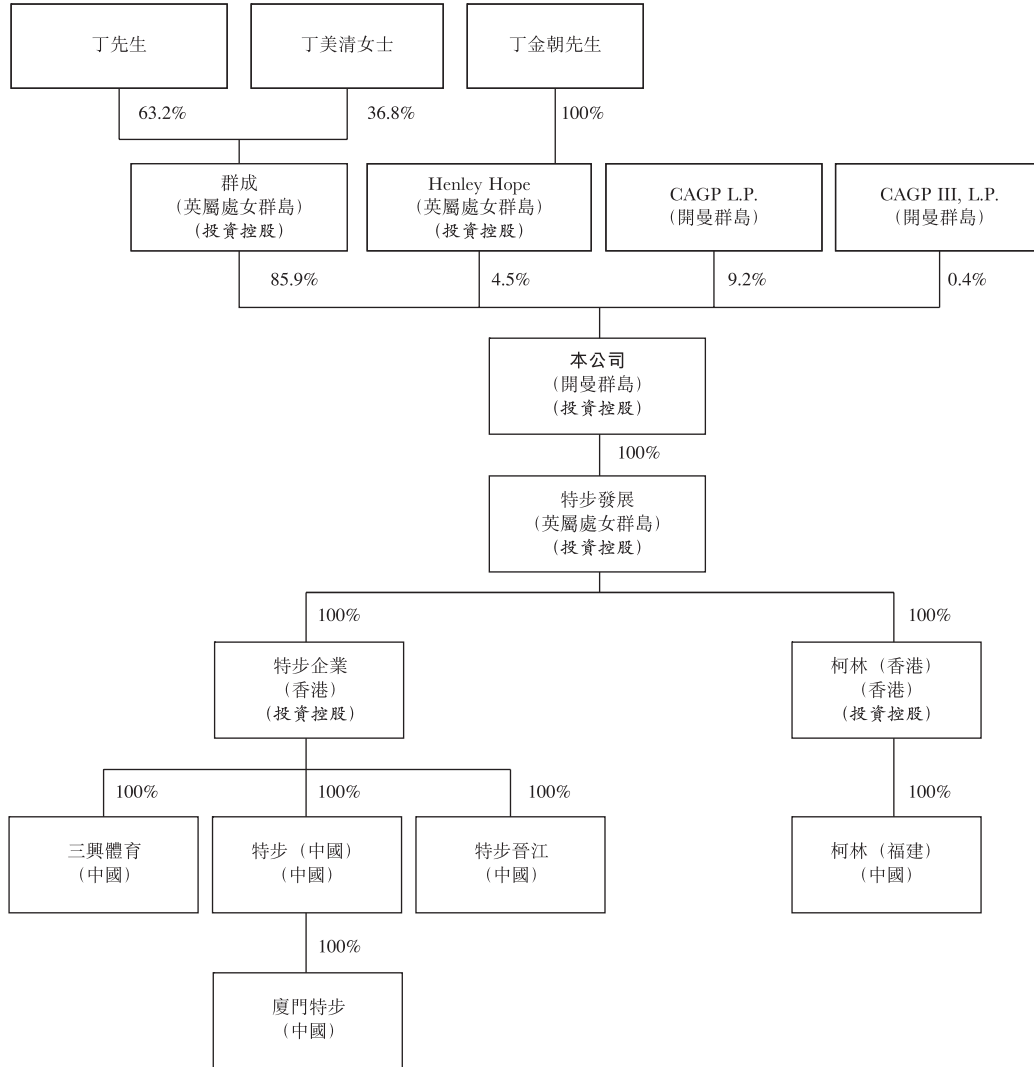 丁先生
丁美清女士
丁金朝先生
63.2%
36.8%
100%
群成
(英屬處女群島)
(投資控股)
Henley Hope
(英屬處女群島)
(投資控股)
CAGP L.P.
(開曼群島)
CAGP III, L.P.
(開曼群島)
85.9%
4.5%
9.2%
0.4%
本公司
(開曼群島)
(投資控股)
100%
特步發展
(英屬處女群島)
(投資控股)
100%
100%
特步企業
(香港)
(投資控股)
柯林(香港)
(香港)
(投資控股)
100%
100%
100%
100%
三興體育
(中國)
特步(中國)
(中國)
特步晉江
(中國)
柯林(福建)
(中國)
100%
廈門特步
(中國)